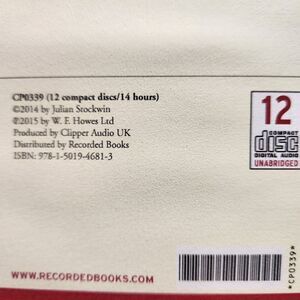 CP0339 (12 compact discs/14 hours)
©2014 by Julian Stockwin
℗2015 by W. F. Howes Ltd
Produced by Clipper Audio UK
Distributed by Recorded Books
ISBN: 978-1-5019-4681-3
12
COMPACT
disc
DIGITAL AUDIO
UNABRIDGED
WWW.RECORDEDBOOKS.COM
*CP0339*